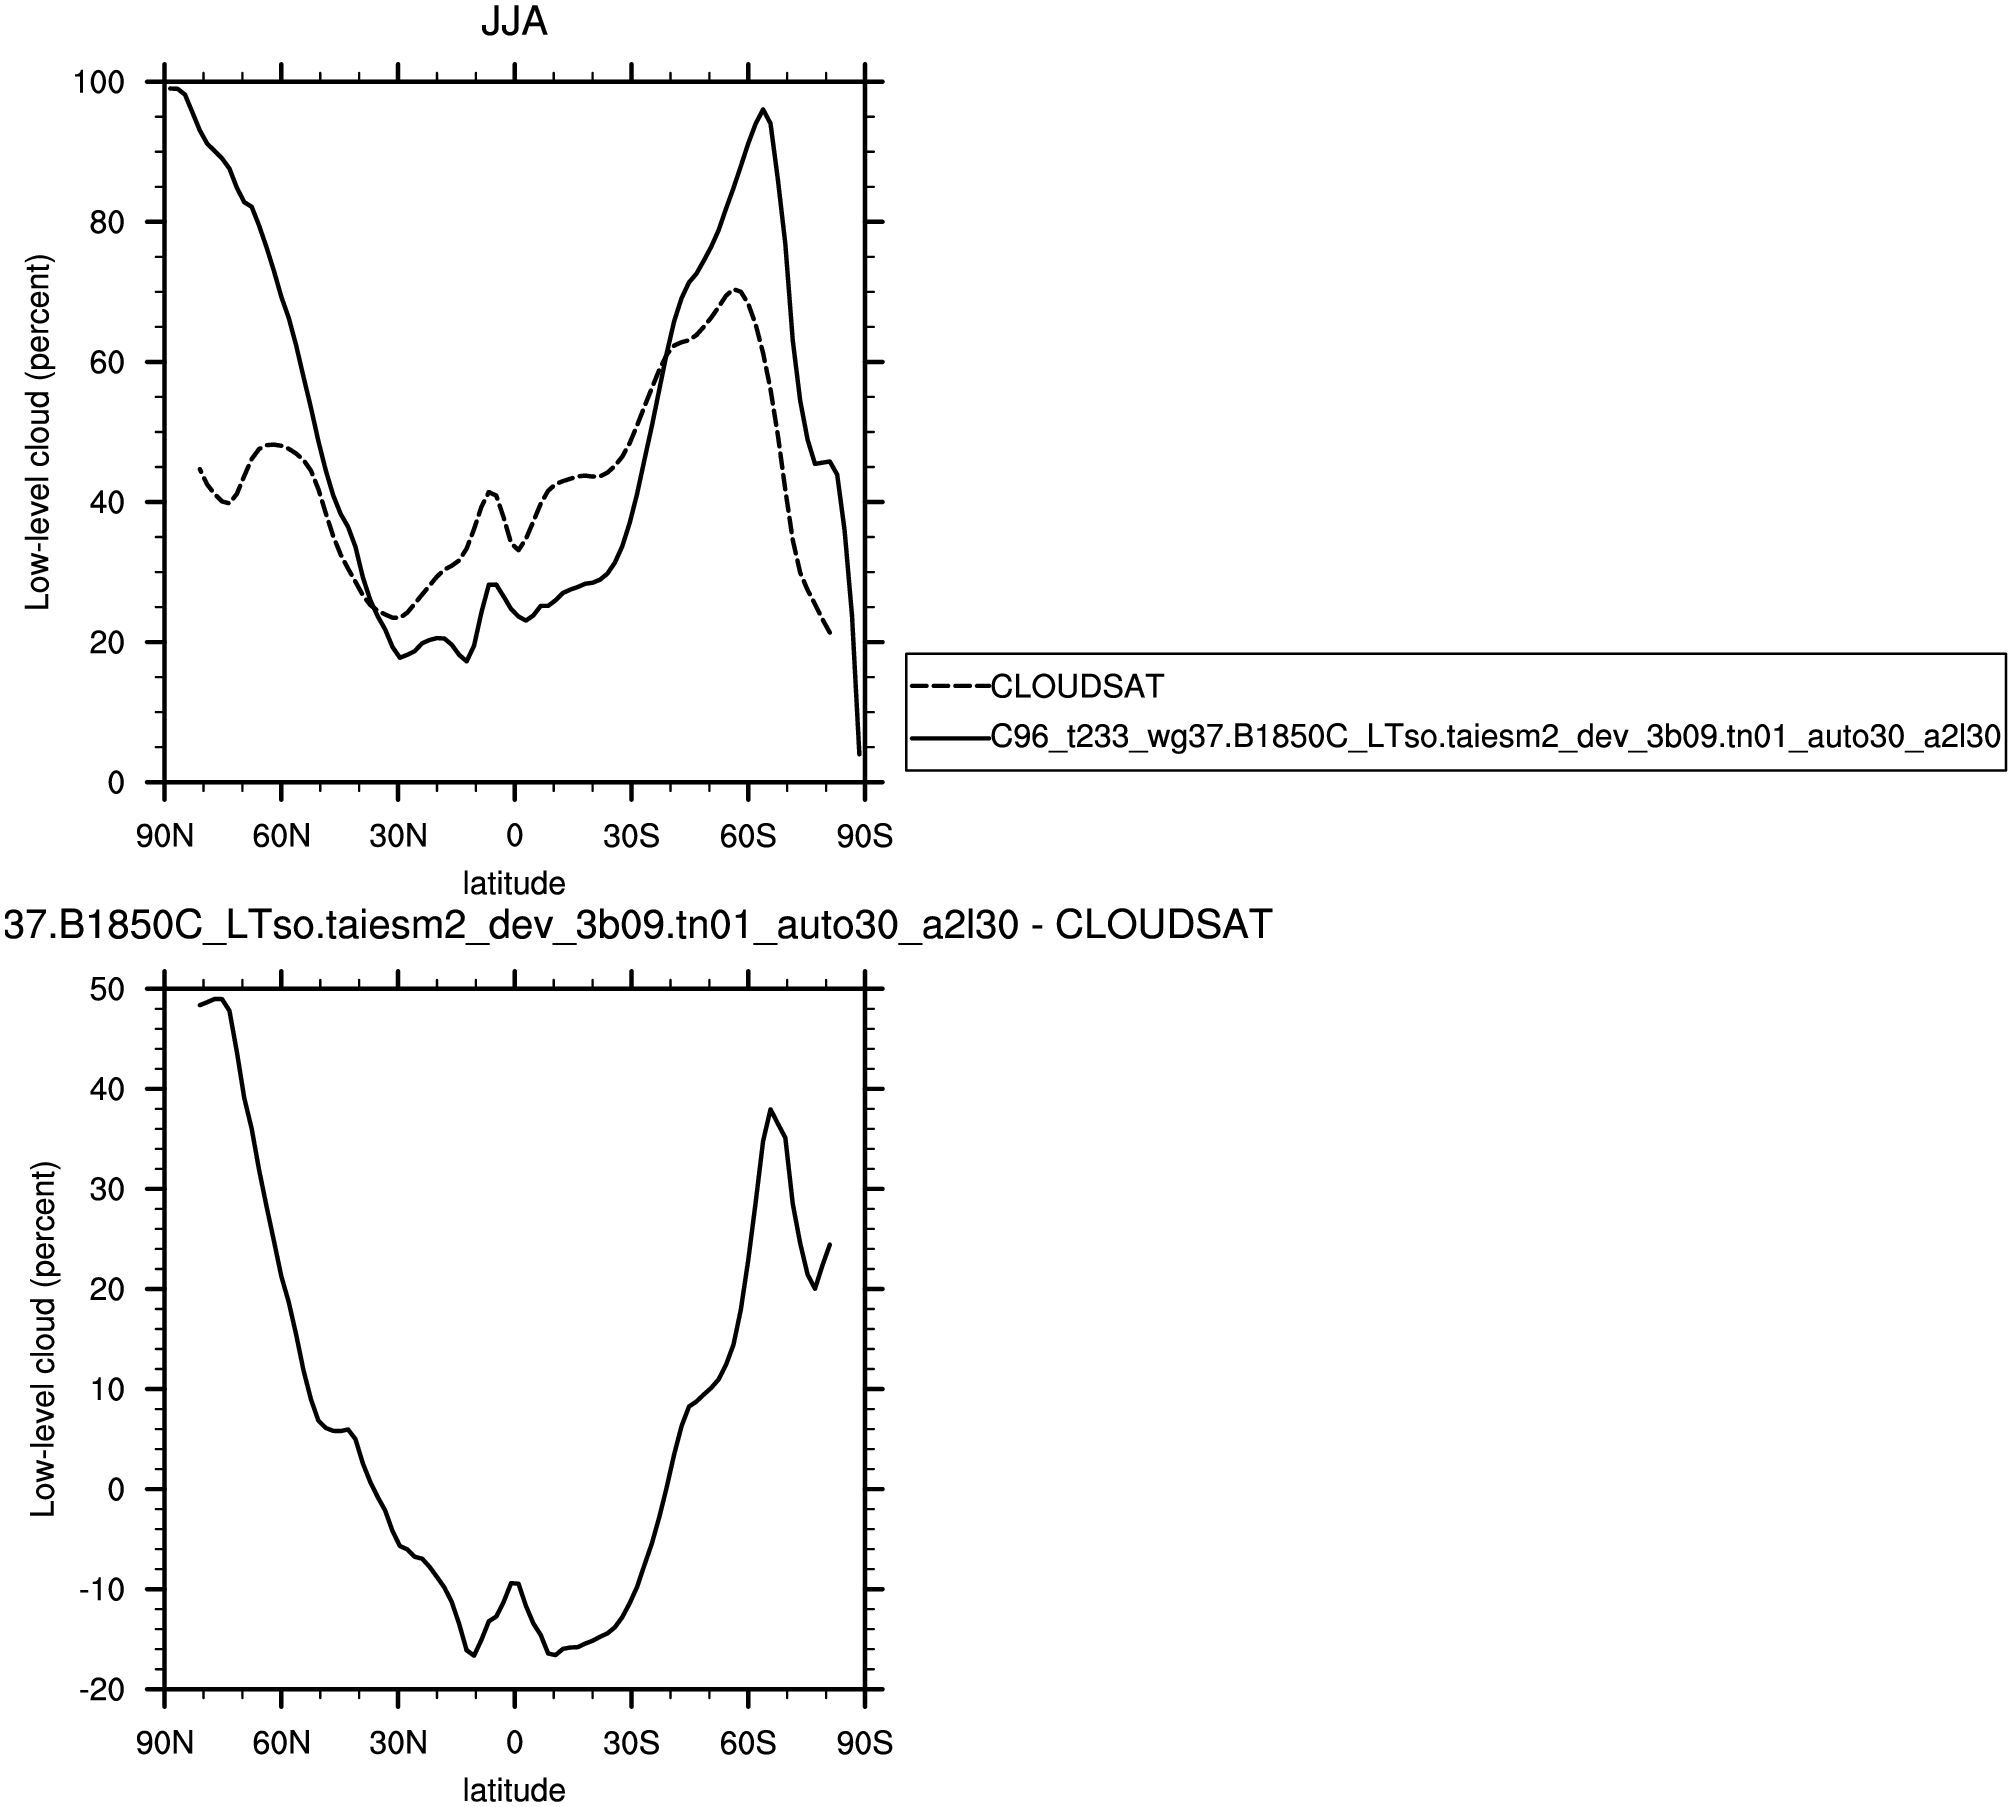 JJA
100
80
60
40
20
0
Low-level cloud (percent)
90N 60N 30N 0 30S 60S 90S
latitude
CLOUDSAT
C96_t233_wg37.B1850C_LTso.taiesm2_dev_3b09.tn01_auto30_a2l30
37.B1850C_LTso.taiesm2_dev_3b09.tn01_auto30_a2l30 - CLOUDSAT
50
40
30
20
10
0
-10
-20
Low-level cloud (percent)
90N 60N 30N 0 30S 60S 90S
latitude